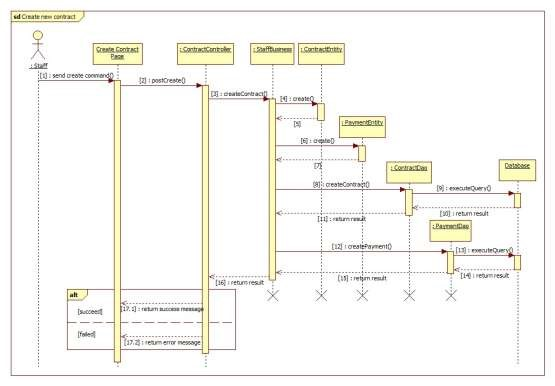 sd Create new contract
: Staff
Create Contract
Page
: ContractController
: StaffBusiness
: ContractEntity
[1] : send create command()
[2] : postCreate()
[3] : createContract()
[4] : create()
[5]
: PaymentEntity
[6] : create()
[7]
: ContractDao
Database
[8] : createContract()
[9] : executeQuery()
[10] : return result
[11] : return result
: PaymentDao
[12] : createPayment()
[13] : executeQuery()
[14] : return result
[15] : return result
[16] : return result
alt
[succeed]
[17.1] : return success message
[failed]
[17.2] : return error message